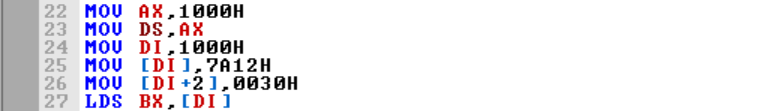 22 MOV AX,1000H
23 MOV DS,AX
24 MOV DI,1000H
25 MOV [DI],7A12H
26 MOV [DI+2],0030H
27 LDS BX,[DI]